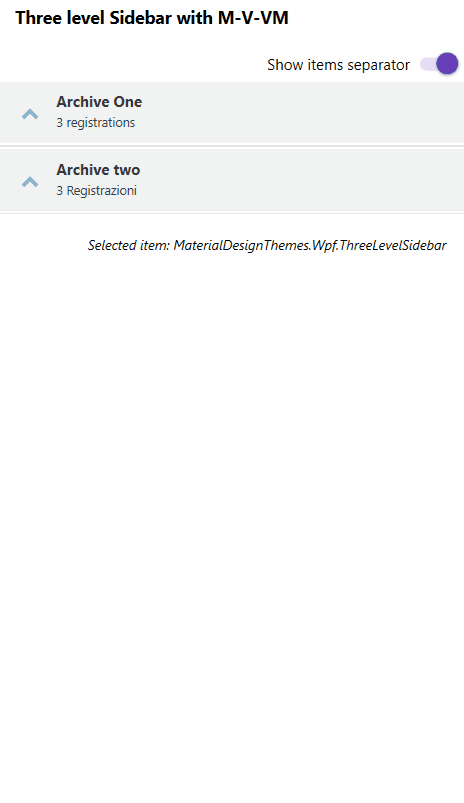 Three level Sidebar with M-V-VM
Show items separator
Archive One
3 registrations
Archive two
3 Registrazioni
Selected item: MaterialDesignThemes.Wpf.ThreeLevelSidebar